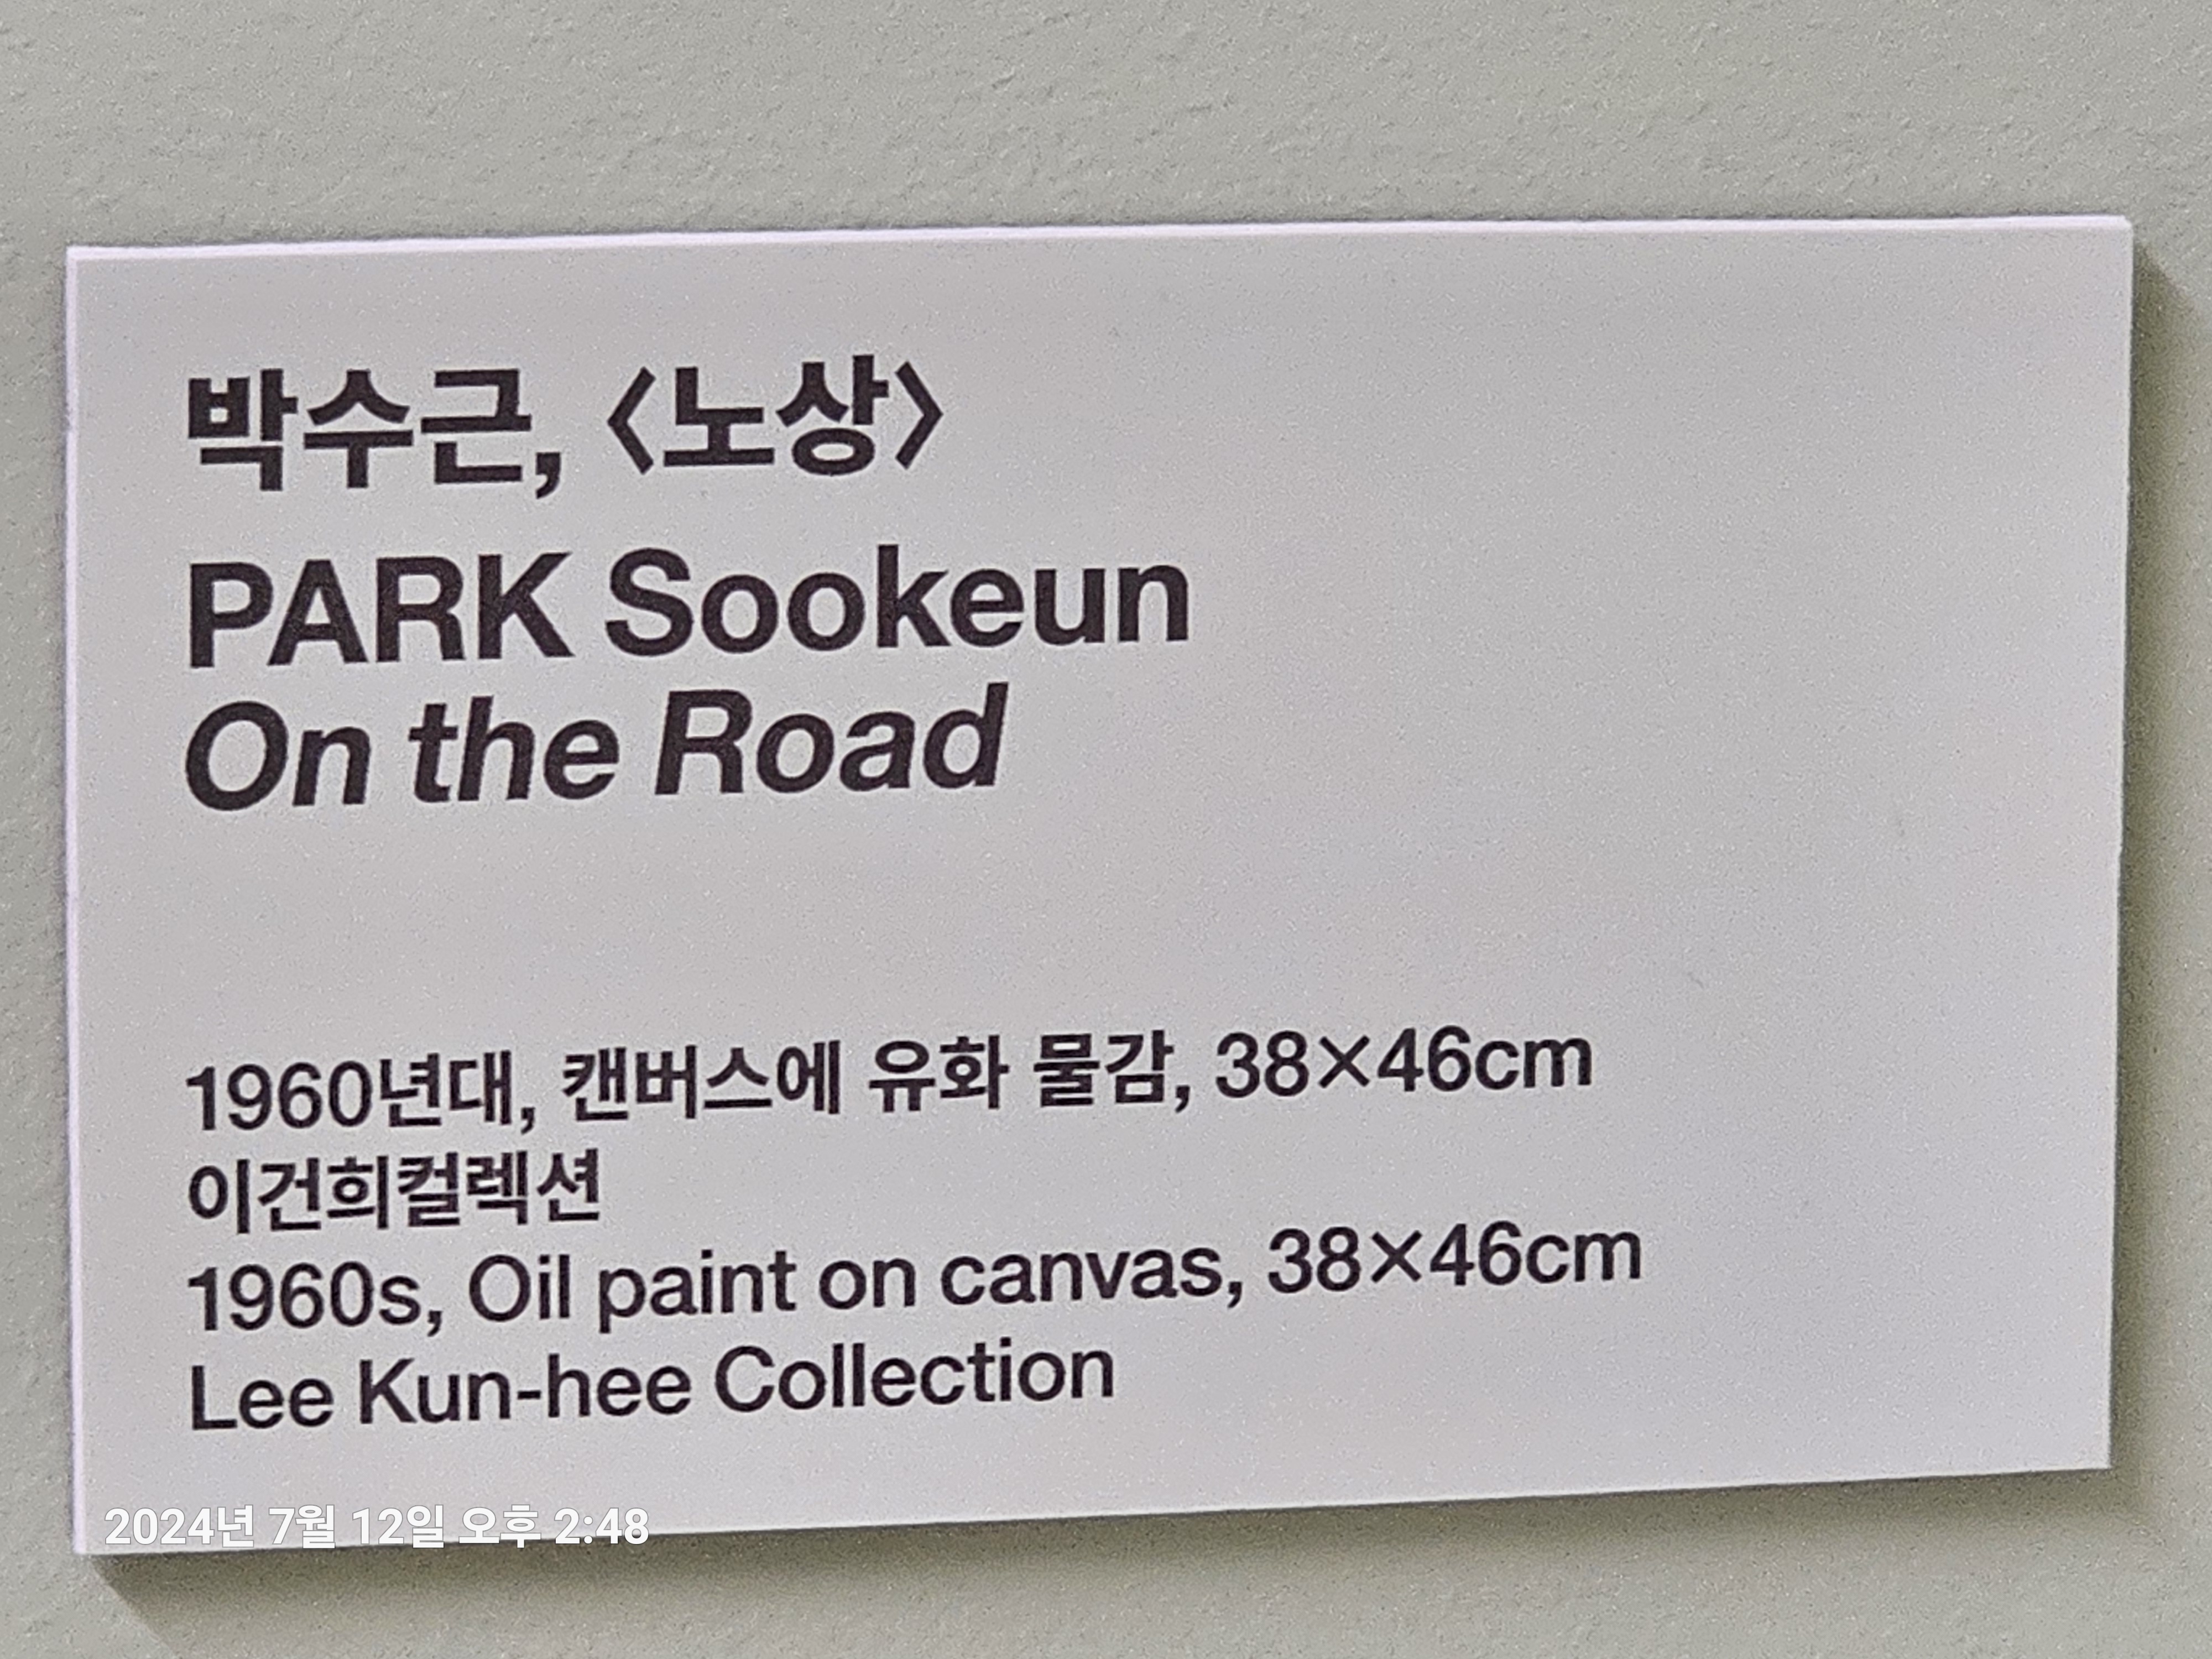 박수근, 〈노상〉
PARK Sookeun
On the Road
1960년대, 캔버스에 유화 물감, 38×46cm
이건희컬렉션
1960s, Oil paint on canvas, 38×46cm
Lee Kun-hee Collection
2024년 7월 12일 오후 2:48